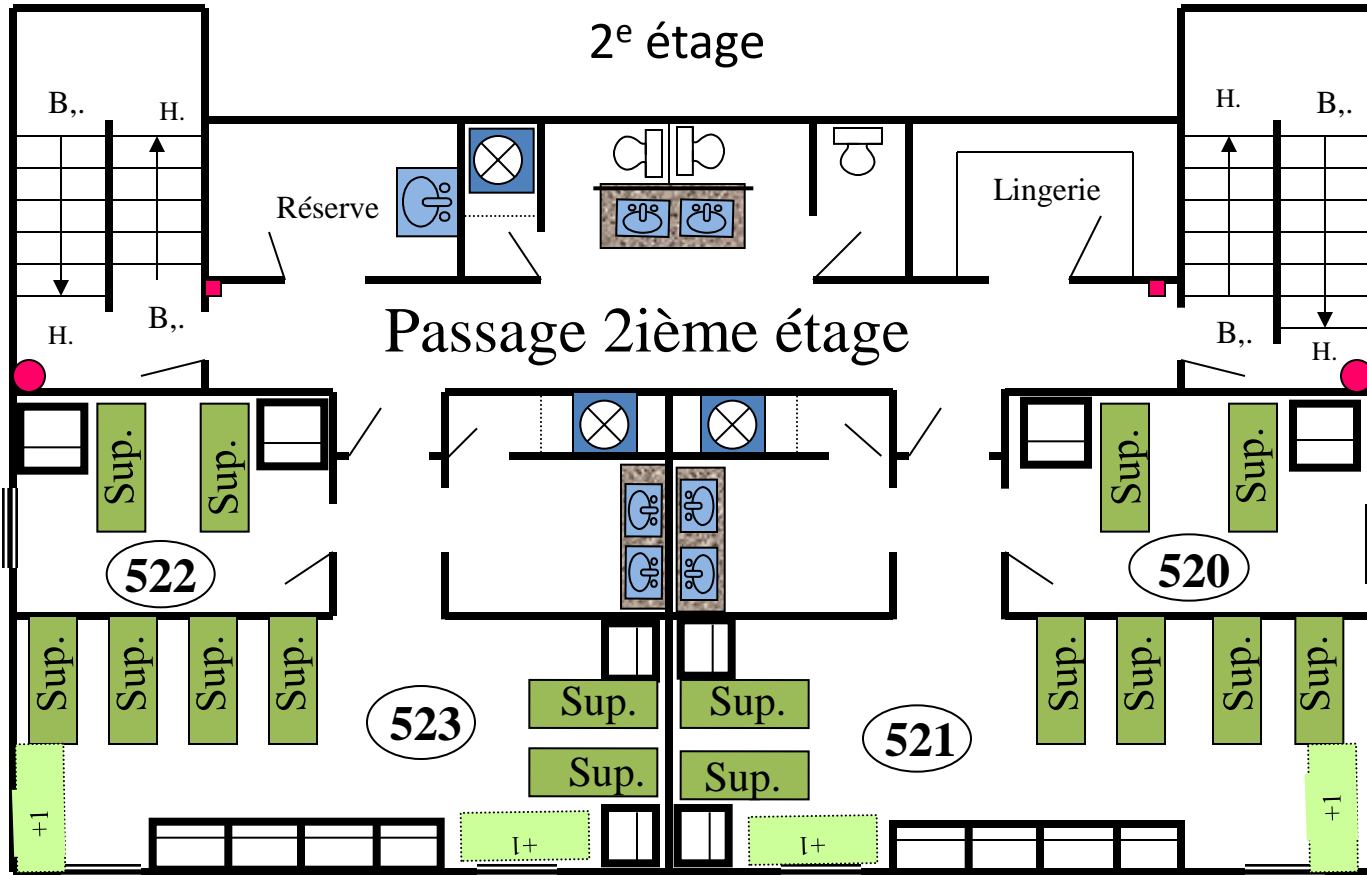 2e étage
B,.
H.
H.
B,.
Réserve
Lingerie
Passage 2ième étage
B,.
H.
B,.
H.
Sup.
Sup.
Sup.
Sup.
522
520
Sup.
Sup.
Sup.
Sup.
Sup.
Sup.
Sup.
Sup.
Sup.
Sup.
523
521
Sup.
Sup.
+1
+1
+1
+1